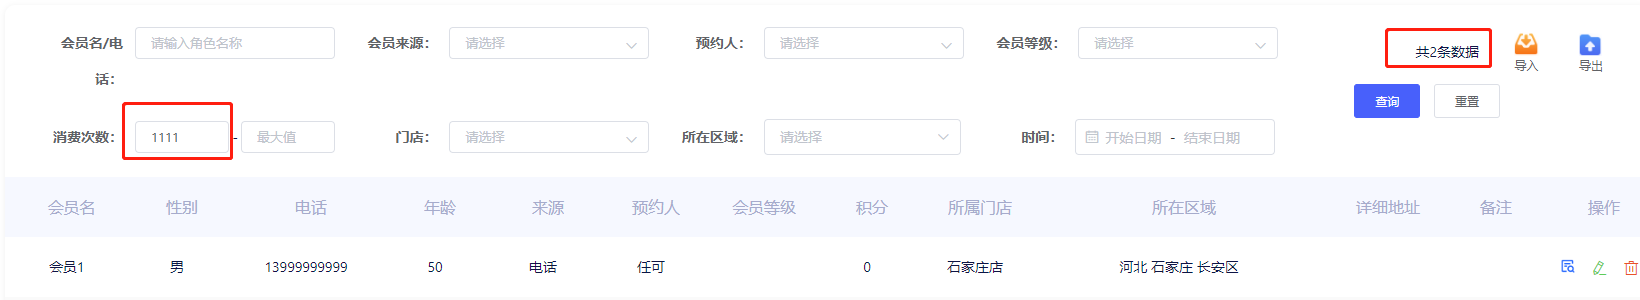 会员名/电话： 请输入角色名称 会员来源： 请选择 预约人： 请选择 会员等级： 请选择 共2条数据 导入 导出
查询 重置
消费次数： 1111 - 最大值 门店： 请选择 所在区域： 请选择 时间： 开始日期 - 结束日期
会员名 性别 电话 年龄 来源 预约人 会员等级 积分 所属门店 所在区域 详细地址 备注 操作
会员1 男 13999999999 50 电话 任可 0 石家庄店 河北 石家庄 长安区